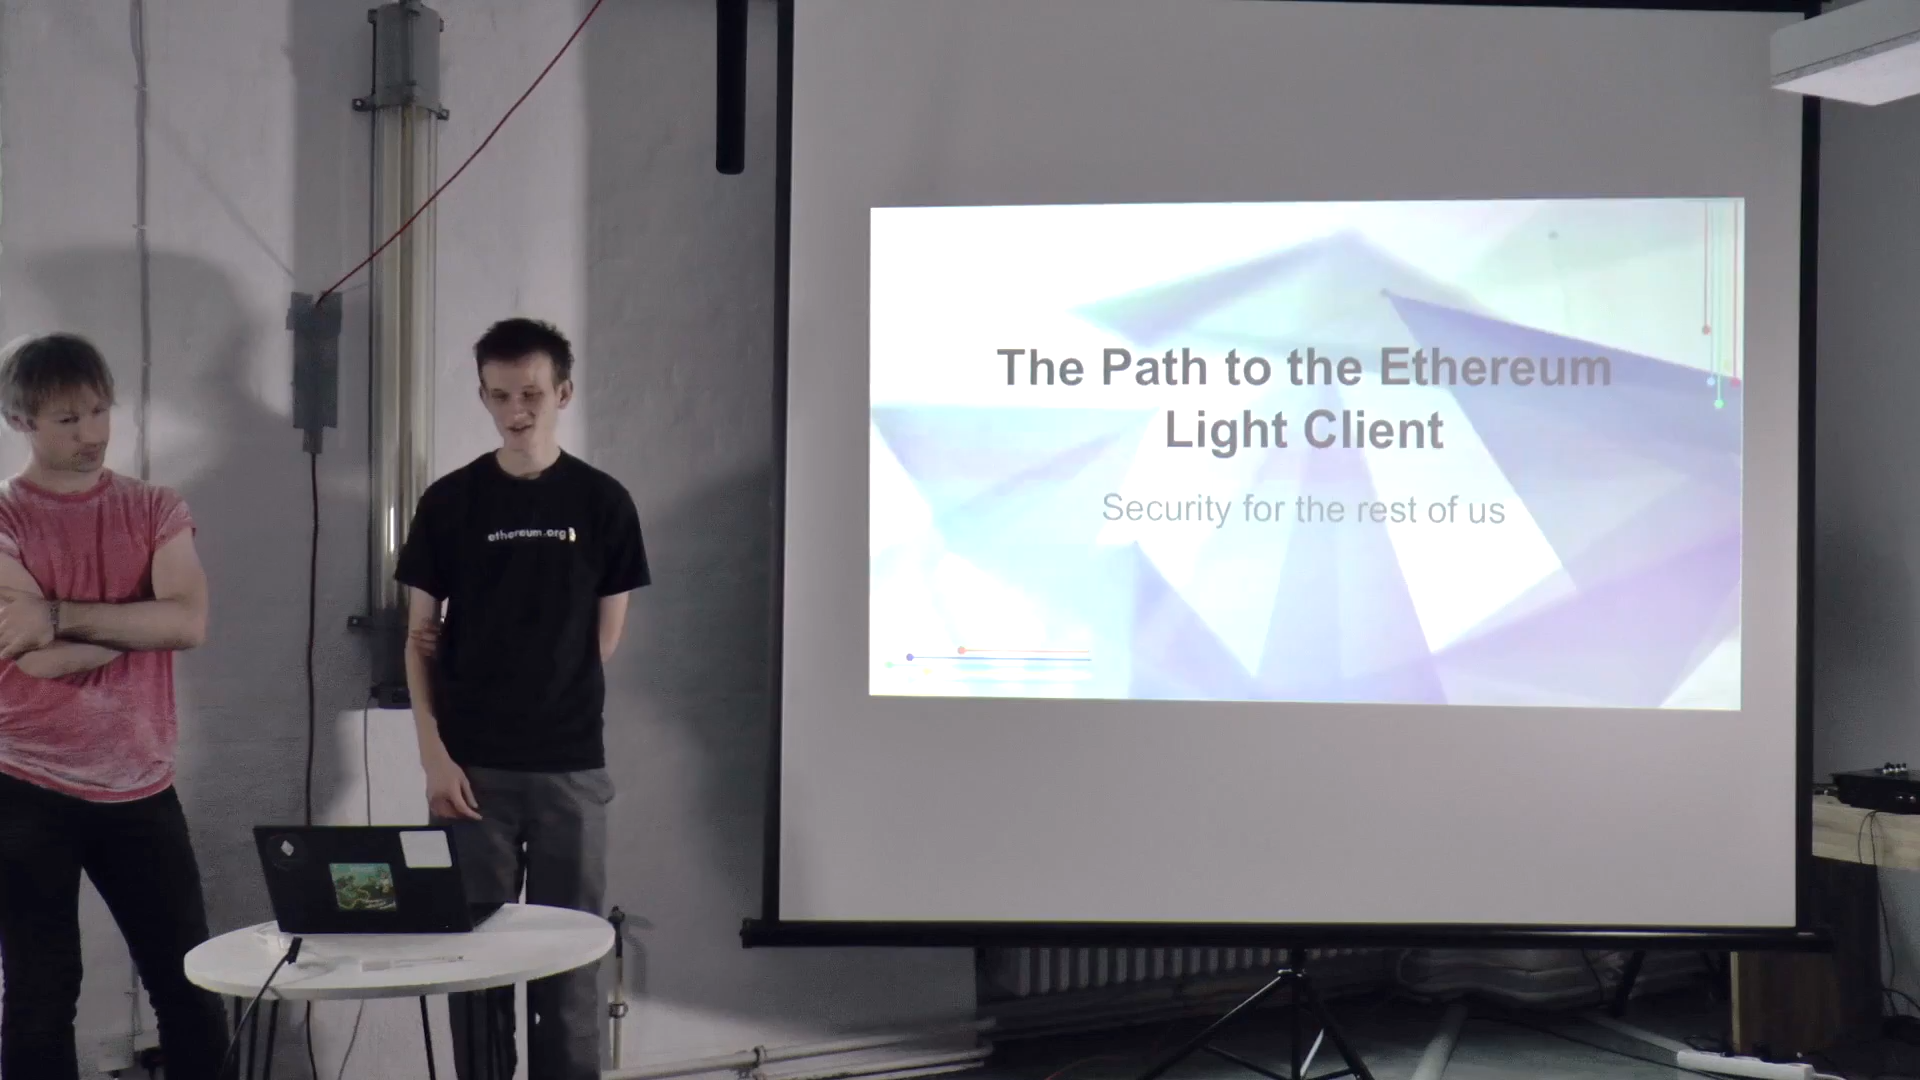 The Path to the Ethereum
Light Client
Security for the rest of us
ethereum.org